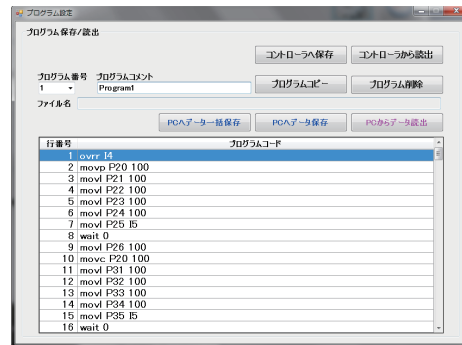 プログラム設定
プログラム保存/読出
コントローラへ保存 コントローラから読出
プログラム番号 プログラムコメント
1 Program1 プログラムコピー プログラム削除
ファイル名
PCへデータ一括保存 PCへデータ保存 PCからデータ読出
行番号 プログラムコード
1 ovrr I4
2 movp P20 100
3 movl P21 100
4 movl P22 100
5 movl P23 100
6 movl P24 100
7 movl P25 I5
8 wait 0
9 movl P26 100
10 movc P20 100
11 movl P31 100
12 movl P32 100
13 movl P33 100
14 movl P34 100
15 movl P35 I5
16 wait 0